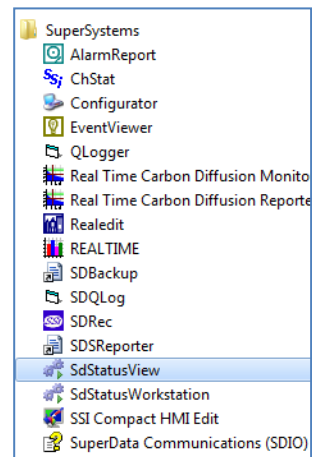 SuperSystems
AlarmReport
SSi ChStat
Configurator
EventViewer
QLogger
Real Time Carbon Diffusion Monito
Real Time Carbon Diffusion Reporte
Realedit
REALTIME
SDBackup
SDQLog
SDRec
SDSReporter
SdStatusView
SdStatusWorkstation
SSI Compact HMI Edit
SuperData Communications (SDIO)